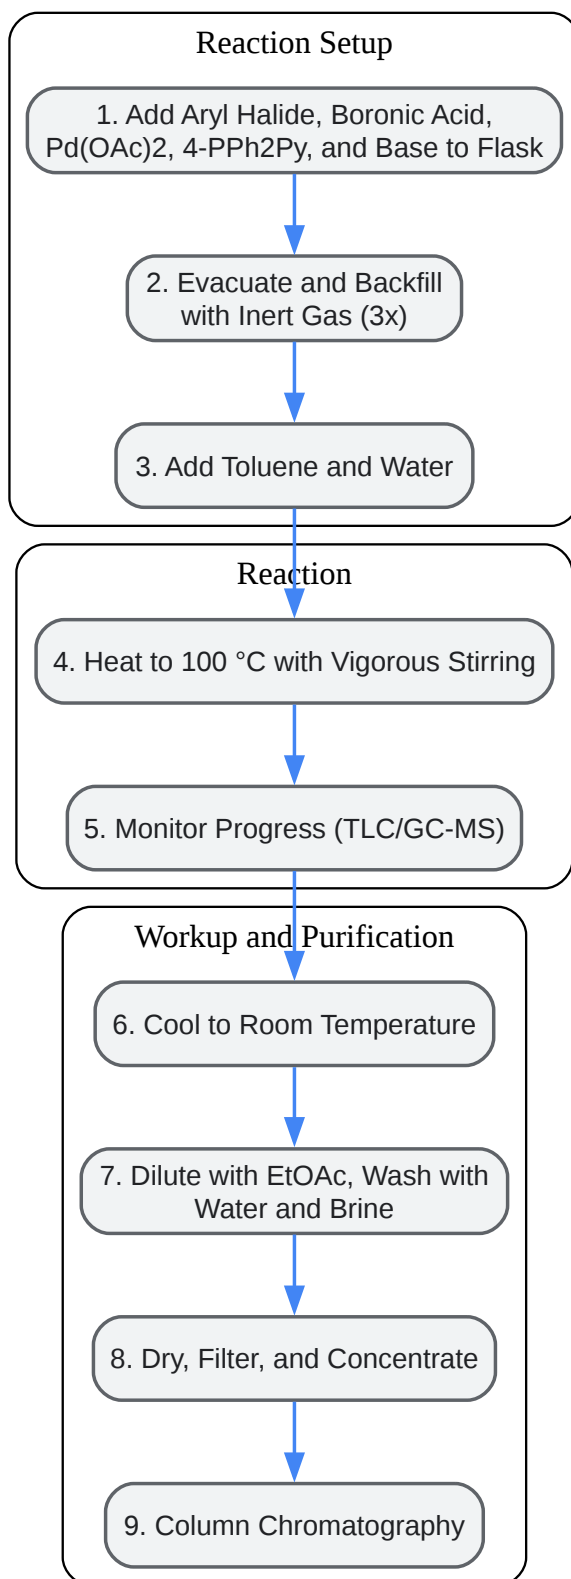 Reaction Setup
1. Add Aryl Halide, Boronic Acid,
Pd(OAc)2, 4-PPh2Py, and Base to Flask
2. Evacuate and Backfill
with Inert Gas (3x)
3. Add Toluene and Water
Reaction
4. Heat to 100 °C with Vigorous Stirring
5. Monitor Progress (TLC/GC-MS)
Workup and Purification
6. Cool to Room Temperature
7. Dilute with EtOAc, Wash with
Water and Brine
8. Dry, Filter, and Concentrate
9. Column Chromatography